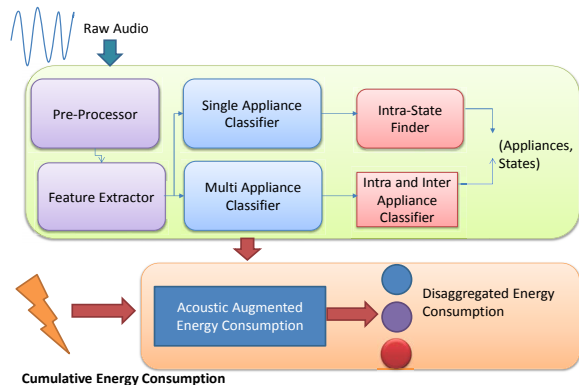 Raw Audio
Pre-Processor
Single Appliance
Classifier
Intra-State
Finder
(Appliances,
States)
Feature Extractor
Multi Appliance
Classifier
Intra and Inter
Appliance
Classifier
Acoustic Augmented
Energy Consumption
Disaggregated Energy
Consumption
Cumulative Energy Consumption